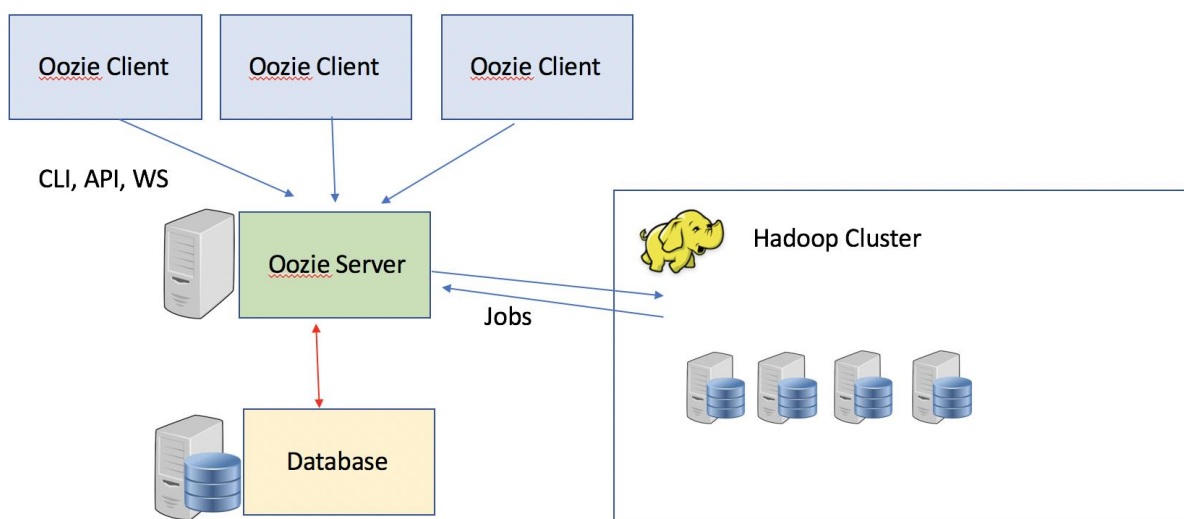 Oozie Client
Oozie Client
Oozie Client
CLI, API, WS
Oozie Server
Hadoop Cluster
Jobs
Database